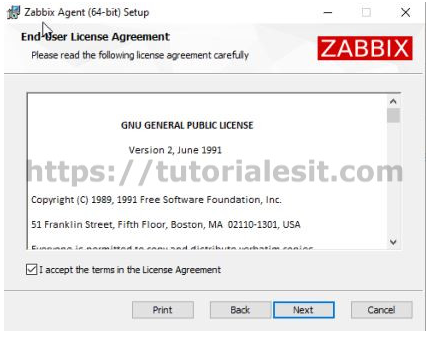 Zabbix Agent (64-bit) Setup
End-User License Agreement
Please read the following license agreement carefully
ZABBIX
GNU GENERAL PUBLIC LICENSE
Version 2, June 1991
https://tutorialesit.com
Copyright (C) 1989, 1991 Free Software Foundation, Inc.
51 Franklin Street, Fifth Floor, Boston, MA 02110-1301, USA
Everyone is permitted to copy and distribute verbatim copies
I accept the terms in the License Agreement
Print Back Next Cancel